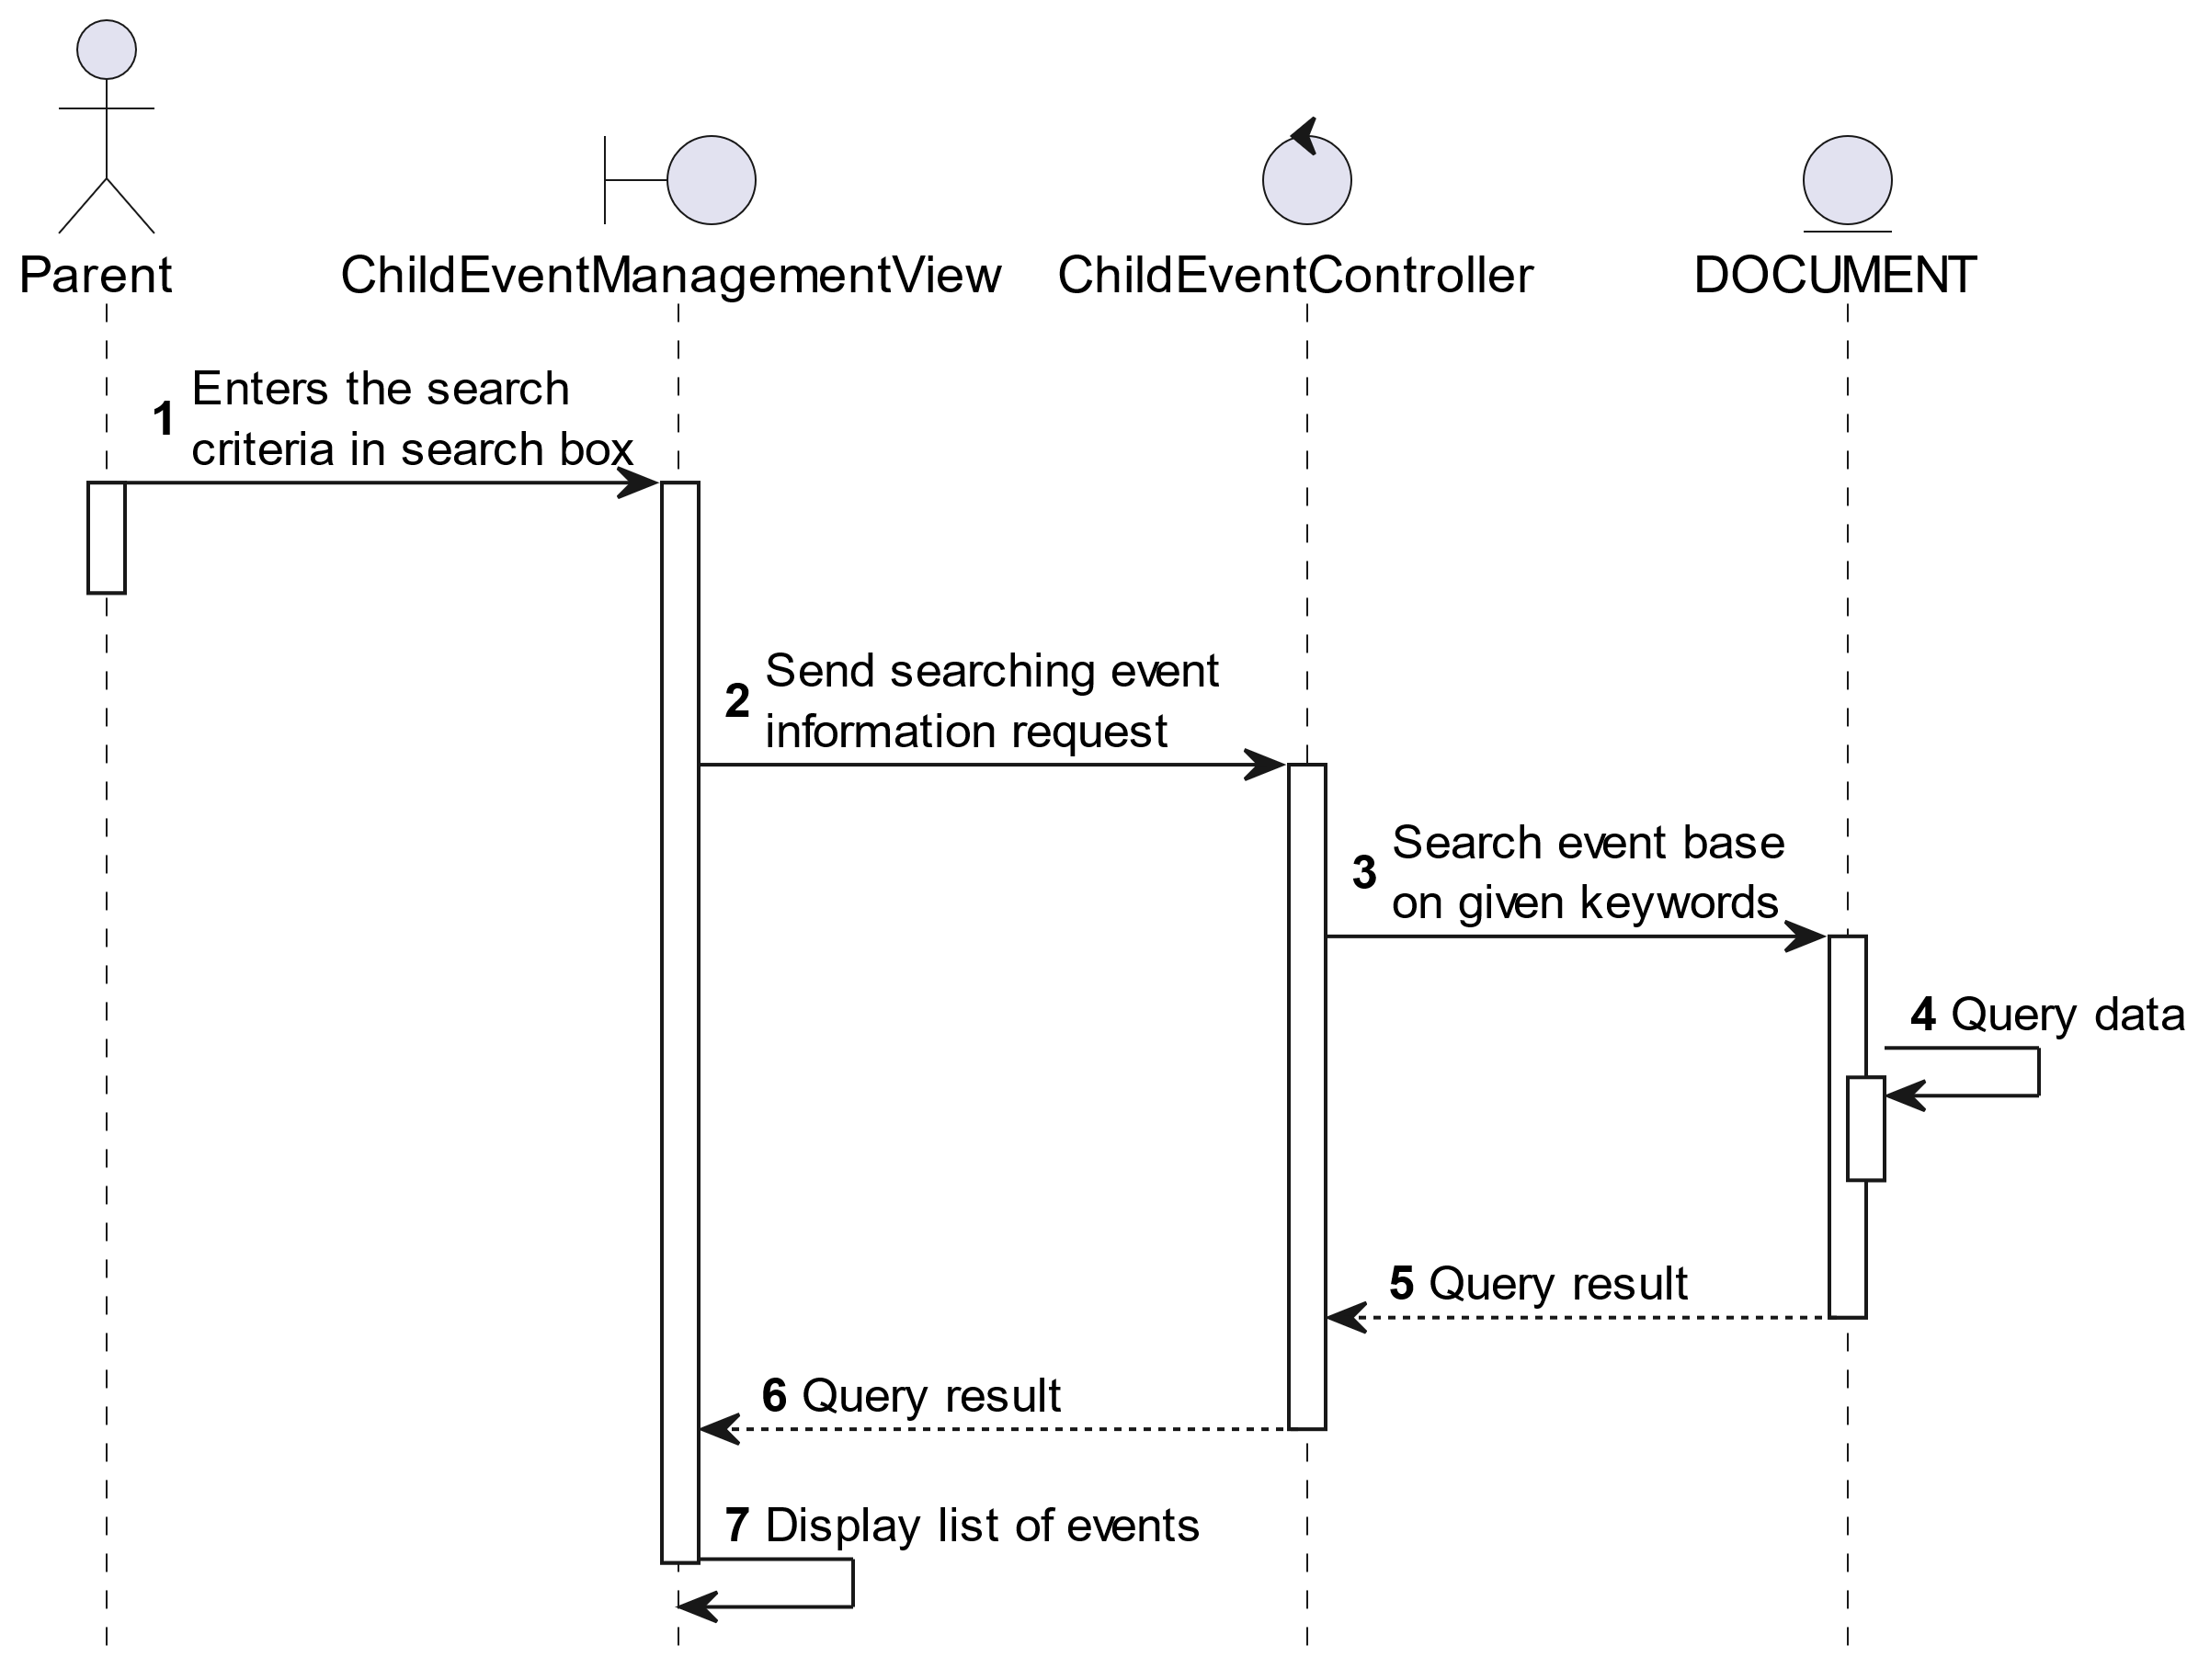 Parent
ChildEventManagementView
ChildEventController
DOCUMENT
1 Enters the search
criteria in search box
2 Send searching event
information request
3 Search event base
on given keywords
4 Query data
5 Query result
6 Query result
7 Display list of events